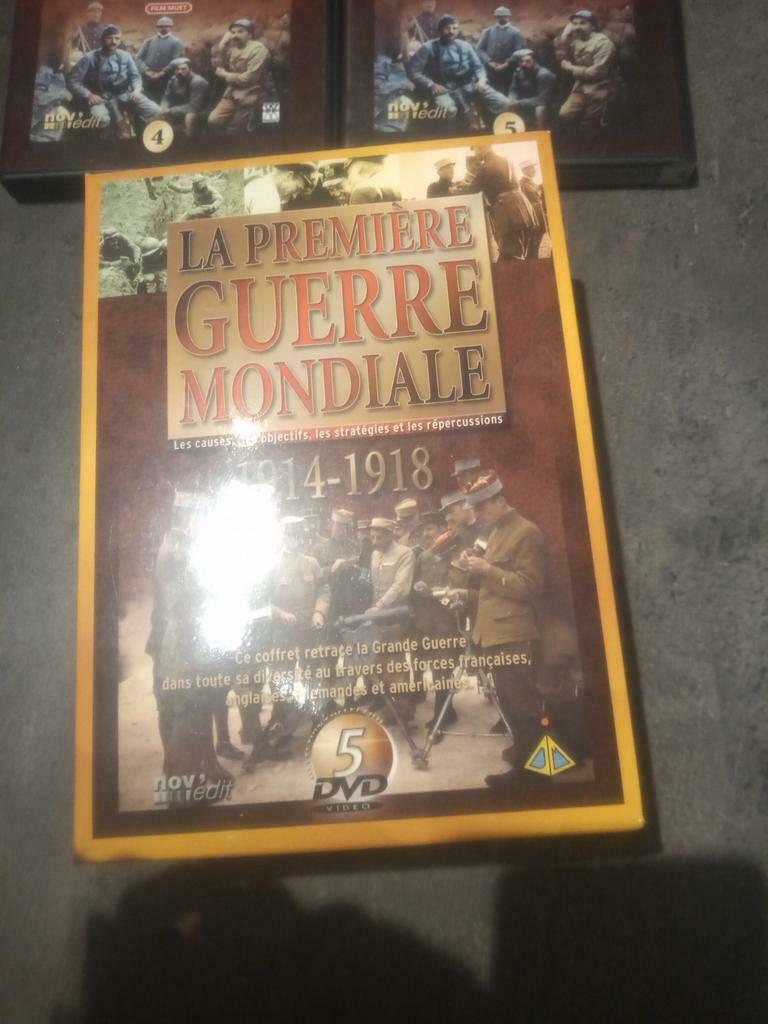 FILM MUET
nov'edit
4
nov'edit
5
LA PREMIÈRE
GUERRE
MONDIALE
Les causes, objectifs, les stratégies et les répercussions
1914-1918
Ce coffret retrace la Grande Guerre
dans toute sa diversité au travers des forces françaises,
anglaises, allemandes et américaines.
5
DVD
VIDEO
nov'edit